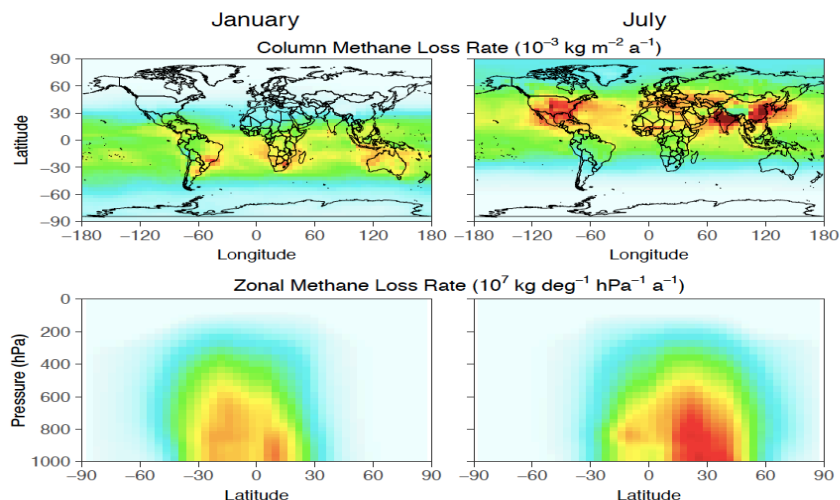 January July
Column Methane Loss Rate (10⁻³ kg m⁻² a⁻¹)
Latitude
90
60
30
0
−30
−60
−90
−180 −120 −60 0 60 120 180 −180 −120 −60 0 60 120 180
Longitude Longitude
Zonal Methane Loss Rate (10⁷ kg deg⁻¹ hPa⁻¹ a⁻¹)
Pressure (hPa)
0
200
400
600
800
1000
−90 −60 −30 0 30 60 90 −90 −60 −30 0 30 60 90
Latitude Latitude